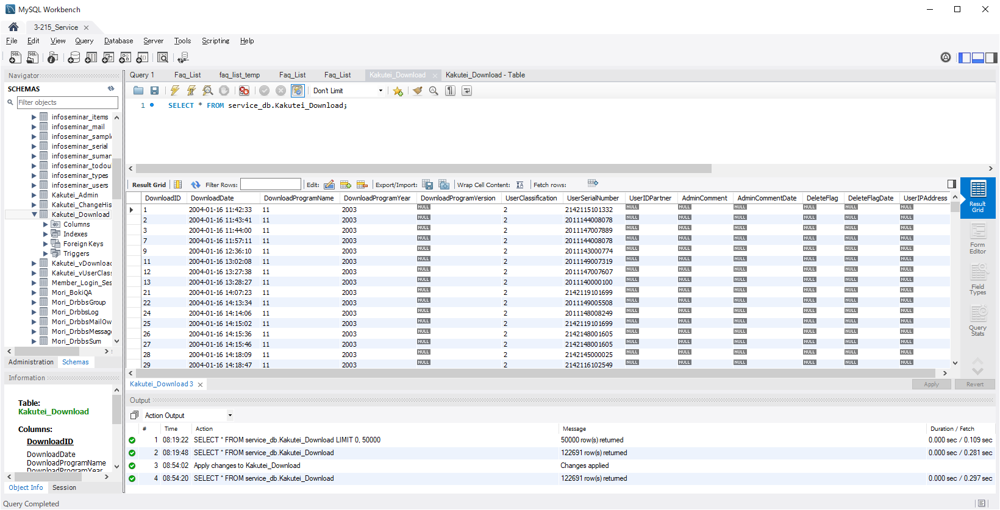 MySQL Workbench
3-215_Service
File Edit View Query Database Server Tools Scripting Help
Navigator
SCHEMAS
Filter objects
infoseminar_items
infoseminar_mail
infoseminar_sampl
infoseminar_serial
infoseminar_sumar
infoseminar_todou
infoseminar_types
infoseminar_users
Kakutei_Admin
Kakutei_ChangeHis
Kakutei_Download
Columns
Indexes
Foreign Keys
Triggers
Kakutei_vDownload
Kakutei_vUserClas
Member_Login_Ses
Mori_BokiQA
Mori_DrbbsGroup
Mori_DrbbsLog
Mori_DrbbsMailOw
Mori_DrbbsMessage
Mori_DrbbsSum
Administration Schemas
Information
Table:
Kakutei_Download
Columns:
DownloadID
DownloadDate
DownloadProgramName
DownloadProgramYear
Object Info Session
Query Completed
Query 1 Faq_List faq_list_temp Faq_List Faq_List Kakutei_Download Kakutei_Download - Table
Don't Limit
1 SELECT * FROM service_db.Kakutei_Download;
Result Grid Filter Rows: Edit: Export/Import: Wrap Cell Content: Fetch rows:
DownloadID DownloadDate DownloadProgramName DownloadProgramYear DownloadProgramVersion UserClassification UserSerialNumber UserIDPartner AdminComment AdminCommentDate DeleteFlag DeleteFlagDate UserIPAddress
1 2004-01-16 11:42:33 11 2003 NULL 2 2142115101332 NULL NULL NULL NULL NULL NULL
2 2004-01-16 11:43:41 11 2003 NULL 2 2011144008078 NULL NULL NULL NULL NULL NULL
3 2004-01-16 11:44:00 11 2003 NULL 2 2011147007889 NULL NULL NULL NULL NULL NULL
7 2004-01-16 11:57:11 11 2003 NULL 2 2011144008078 NULL NULL NULL NULL NULL NULL
9 2004-01-16 12:36:10 11 2003 NULL 2 2011143000774 NULL NULL NULL NULL NULL NULL
11 2004-01-16 13:02:08 11 2003 NULL 2 2011149007319 NULL NULL NULL NULL NULL NULL
12 2004-01-16 13:27:38 11 2003 NULL 2 2011147007607 NULL NULL NULL NULL NULL NULL
13 2004-01-16 13:28:27 11 2003 NULL 2 2011140000100 NULL NULL NULL NULL NULL NULL
21 2004-01-16 14:07:23 11 2003 NULL 2 2142119101699 NULL NULL NULL NULL NULL NULL
22 2004-01-16 14:13:34 11 2003 NULL 2 2011149005508 NULL NULL NULL NULL NULL NULL
24 2004-01-16 14:14:06 11 2003 NULL 2 2011148008249 NULL NULL NULL NULL NULL NULL
25 2004-01-16 14:15:02 11 2003 NULL 2 2142119101699 NULL NULL NULL NULL NULL NULL
26 2004-01-16 14:15:36 11 2003 NULL 2 2142148001605 NULL NULL NULL NULL NULL NULL
27 2004-01-16 14:15:46 11 2003 NULL 2 2142148001605 NULL NULL NULL NULL NULL NULL
28 2004-01-16 14:18:09 11 2003 NULL 2 2142145000025 NULL NULL NULL NULL NULL NULL
29 2004-01-16 14:18:47 11 2003 NULL 2 2142116102549 NULL NULL NULL NULL NULL NULL
Result
Grid
Form
Editor
Field
Types
Query
Stats
Kakutei_Download 3
Apply Revert
Output
Action Output
# Time Action Message Duration / Fetch
1 08:19:22 SELECT * FROM service_db.Kakutei_Download LIMIT 0, 50000 50000 row(s) returned 0.000 sec / 0.109 sec
2 08:19:48 SELECT * FROM service_db.Kakutei_Download 122691 row(s) returned 0.000 sec / 0.281 sec
3 08:54:02 Apply changes to Kakutei_Download Changes applied
4 08:54:20 SELECT * FROM service_db.Kakutei_Download 122691 row(s) returned 0.000 sec / 0.297 sec